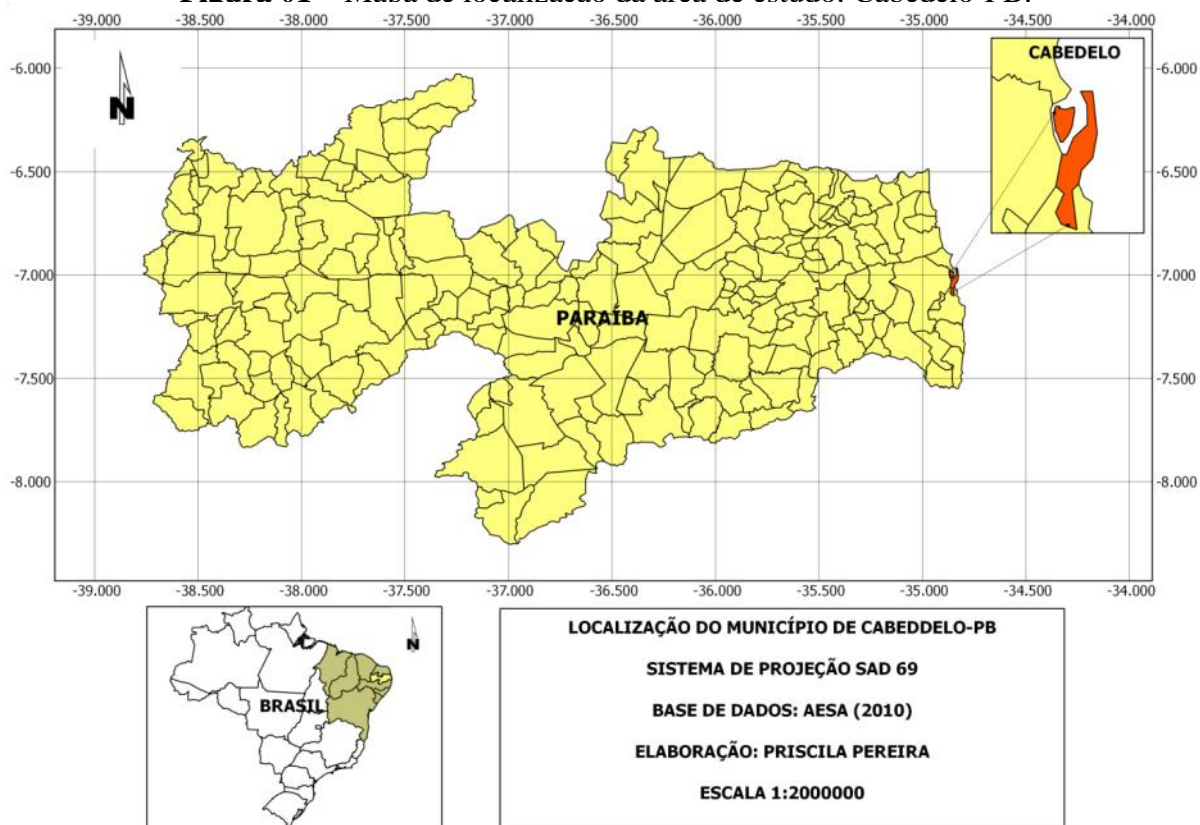 Figura 01 – Mapa de localização da área de estudo: Cabedelo-PB.
-39.000 -38.500 -38.000 -37.500 -37.000 -36.500 -36.000 -35.500 -35.000 -34.500 -34.000
CABEDELO
N
-6.000 -6.000
-6.500 -6.500
-7.000 -7.000
PARAÍBA
-7.500 -7.500
-8.000 -8.000
-39.000 -38.500 -38.000 -37.500 -37.000 -36.500 -36.000 -35.500 -35.000 -34.500 -34.000
N
BRASIL
LOCALIZAÇÃO DO MUNICÍPIO DE CABEDDELO-PB
SISTEMA DE PROJEÇÃO SAD 69
BASE DE DADOS: AESA (2010)
ELABORAÇÃO: PRISCILA PEREIRA
ESCALA 1:2000000